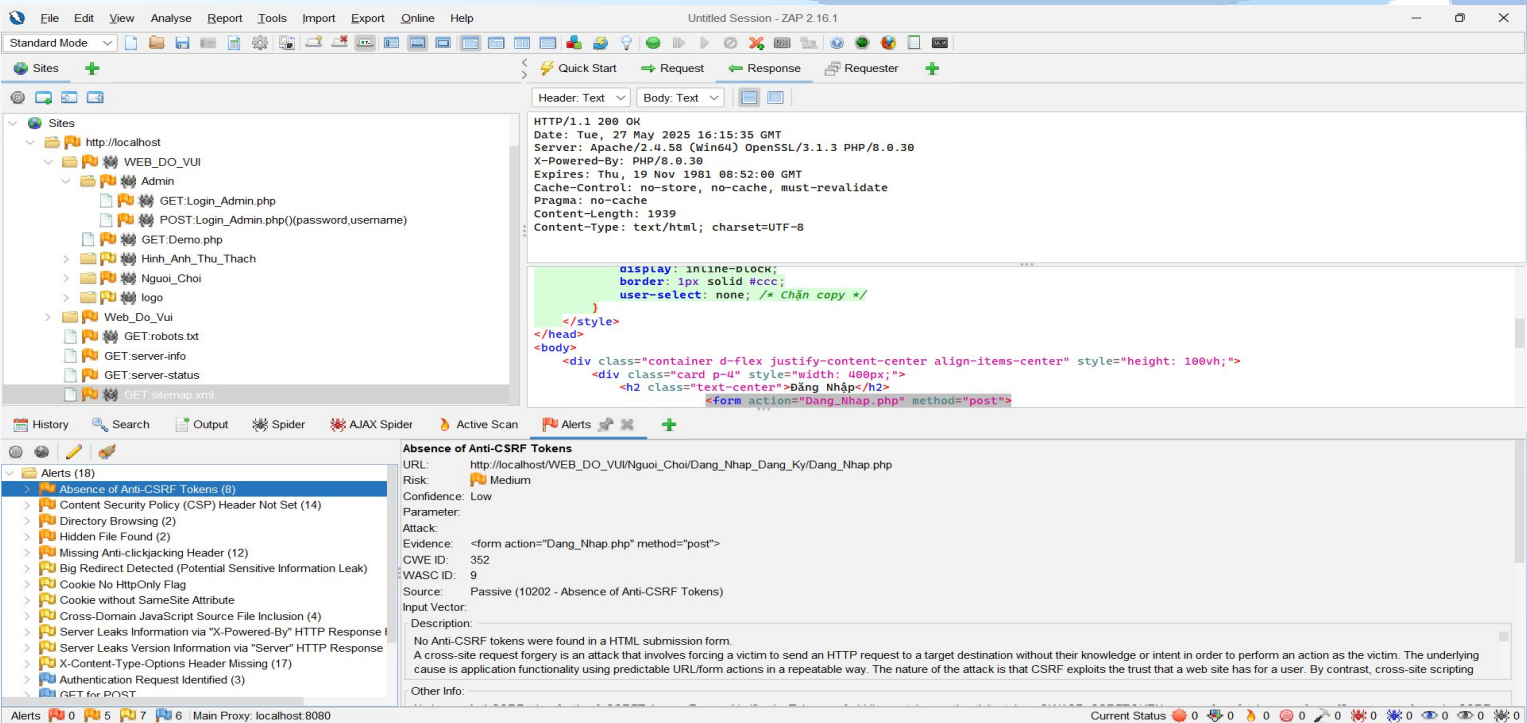 File Edit View Analyse Report Tools Import Export Online Help
Untitled Session - ZAP 2.16.1
Standard Mode
Sites
Quick Start Request Response Requester
Header: Text Body: Text
Sites
http://localhost
WEB_DO_VUI
Admin
GET:Login_Admin.php
POST:Login_Admin.php()(password,username)
GET:Demo.php
Hinh_Anh_Thu_Thach
Nguoi_Choi
logo
Web_Do_Vui
GET:robots.txt
GET:server-info
GET:server-status
GET:sitemap.xml
HTTP/1.1 200 OK
Date: Tue, 27 May 2025 16:15:35 GMT
Server: Apache/2.4.58 (Win64) OpenSSL/3.1.3 PHP/8.0.30
X-Powered-By: PHP/8.0.30
Expires: Thu, 19 Nov 1981 08:52:00 GMT
Cache-Control: no-store, no-cache, must-revalidate
Pragma: no-cache
Content-Length: 1939
Content-Type: text/html; charset=UTF-8
display: inline-block;
border: 1px solid #ccc;
user-select: none; /* Chặn copy */
}
</style>
</head>
<body>
<div class="container d-flex justify-content-center align-items-center" style="height: 100vh;">
<div class="card p-4" style="width: 400px;">
<h2 class="text-center">Đăng Nhập</h2>
<form action="Dang_Nhap.php" method="post">
History Search Output Spider AJAX Spider Active Scan Alerts
Alerts (18)
Absence of Anti-CSRF Tokens (8)
Content Security Policy (CSP) Header Not Set (14)
Directory Browsing (2)
Hidden File Found (2)
Missing Anti-clickjacking Header (12)
Big Redirect Detected (Potential Sensitive Information Leak)
Cookie No HttpOnly Flag
Cookie without SameSite Attribute
Cross-Domain JavaScript Source File Inclusion (4)
Server Leaks Information via "X-Powered-By" HTTP Response
Server Leaks Version Information via "Server" HTTP Response
X-Content-Type-Options Header Missing (17)
Authentication Request Identified (3)
GET for POST
Absence of Anti-CSRF Tokens
URL: http://localhost/WEB_DO_VUI/Nguoi_Choi/Dang_Nhap_Dang_Ky/Dang_Nhap.php
Risk: Medium
Confidence: Low
Parameter:
Attack:
Evidence: <form action="Dang_Nhap.php" method="post">
CWE ID: 352
WASC ID: 9
Source: Passive (10202 - Absence of Anti-CSRF Tokens)
Input Vector:
Description:
No Anti-CSRF tokens were found in a HTML submission form.
A cross-site request forgery is an attack that involves forcing a victim to send an HTTP request to a target destination without their knowledge or intent in order to perform an action as the victim. The underlying
cause is application functionality using predictable URL/form actions in a repeatable way. The nature of the attack is that CSRF exploits the trust that a web site has for a user. By contrast, cross-site scripting
Other Info:
Alerts 0 5 7 6 Main Proxy: localhost:8080
Current Status 0 0 0 0 0 0 0 0 0 0